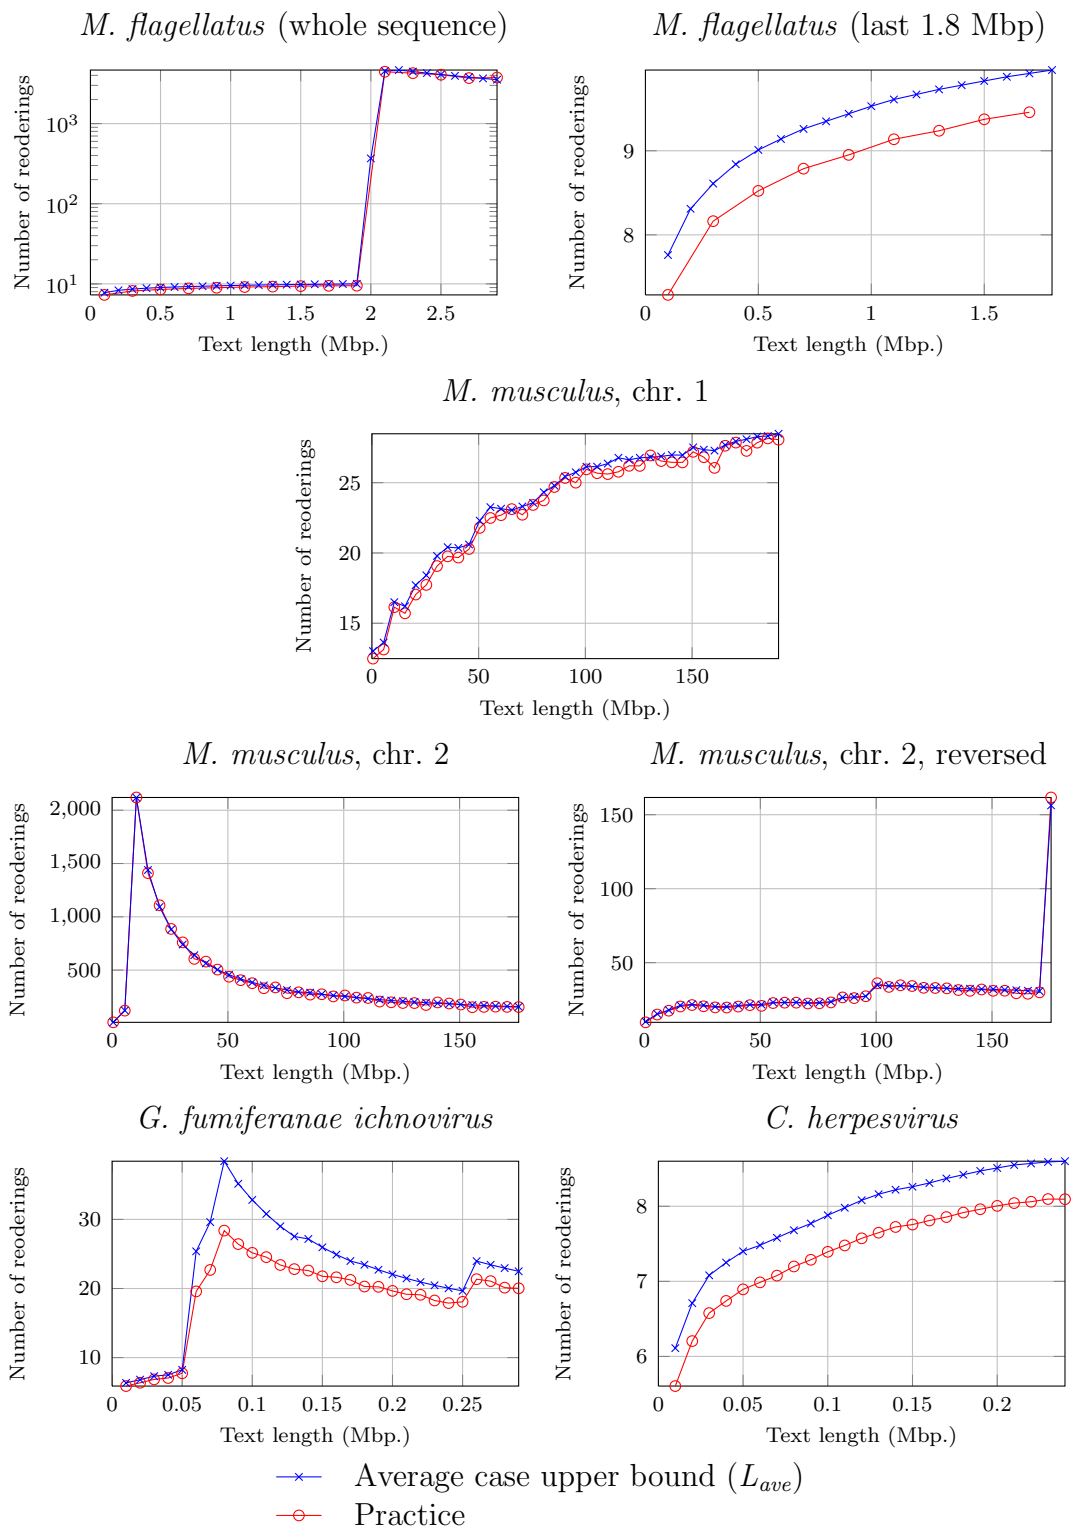 M. flagellatus (whole sequence)
Number of reoderings
10^3
10^2
10^1
0 0.5 1 1.5 2 2.5
Text length (Mbp.)
M. flagellatus (last 1.8 Mbp)
Number of reoderings
9
8
0 0.5 1 1.5
Text length (Mbp.)
M. musculus, chr. 1
Number of reoderings
25
20
15
0 50 100 150
Text length (Mbp.)
M. musculus, chr. 2
Number of reoderings
2,000
1,500
1,000
500
0 50 100 150
Text length (Mbp.)
M. musculus, chr. 2, reversed
Number of reoderings
150
100
50
0 50 100 150
Text length (Mbp.)
G. fumiferanae ichnovirus
Number of reoderings
30
20
10
0 0.05 0.1 0.15 0.2 0.25
Text length (Mbp.)
C. herpesvirus
Number of reoderings
8
7
6
0 0.05 0.1 0.15 0.2
Text length (Mbp.)
Average case upper bound (L_ave)
Practice